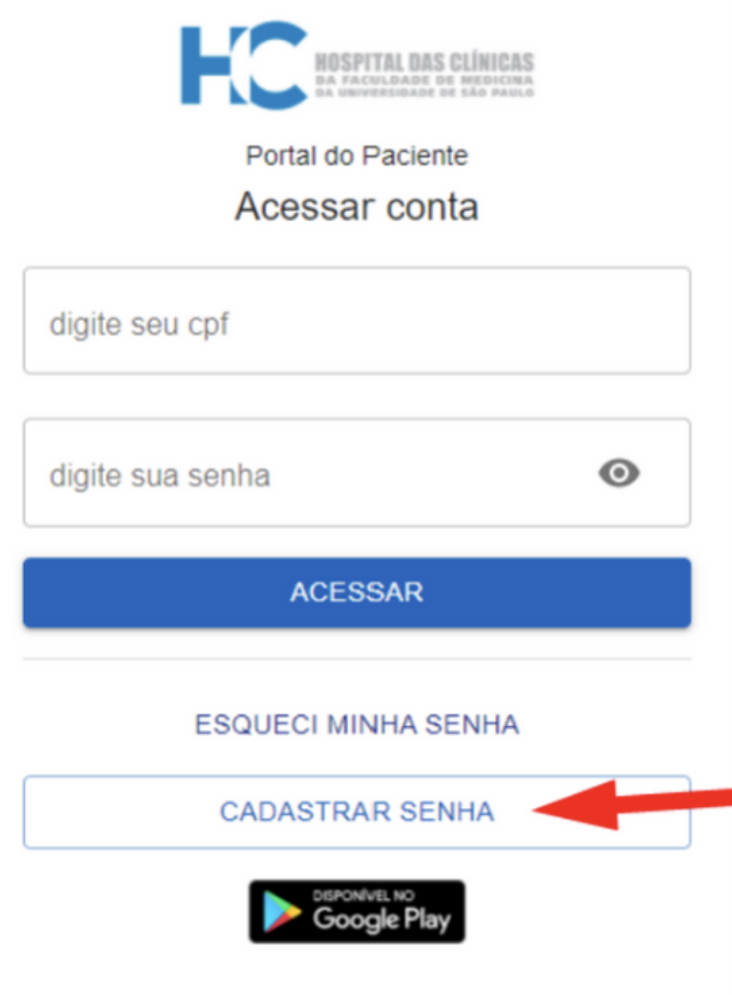 HC
HOSPITAL DAS CLÍNICAS
DA FACULDADE DE MEDICINA
DA UNIVERSIDADE DE SÃO PAULO
Portal do Paciente
Acessar conta
digite seu cpf
digite sua senha
ACESSAR
ESQUECI MINHA SENHA
CADASTRAR SENHA
DISPONÍVEL NO
Google Play